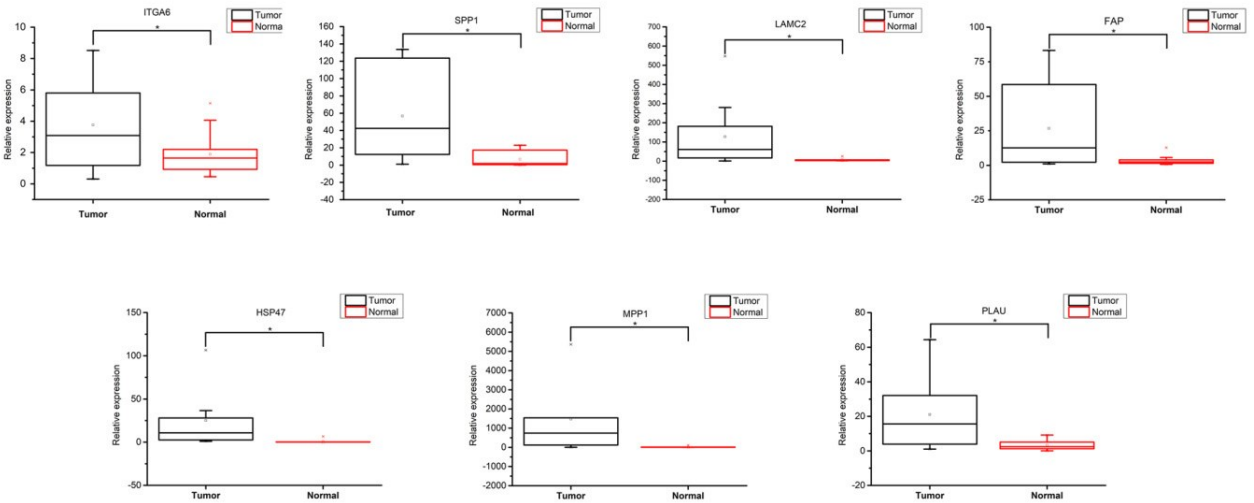 ITGA6
Tumor
Normal
10
8
6
4
2
0
Relative expression
*
Tumor
Normal
SPP1
Tumor
Normal
160
140
120
100
80
60
40
20
0
-20
-40
Relative expression
*
Tumor
Normal
LAMC2
Tumor
Normal
700
600
500
400
300
200
100
0
-100
-200
Relative expression
*
Tumor
Normal
FAP
Tumor
Normal
100
75
50
25
0
-25
Relative expression
*
Tumor
Normal
HSP47
Tumor
Normal
150
100
50
0
-50
Relative expression
*
Tumor
Normal
MPP1
Tumor
Normal
7000
6000
5000
4000
3000
2000
1000
0
-1000
-2000
Relative expression
*
Tumor
Normal
PLAU
Tumor
Normal
80
60
40
20
0
-20
Relative expression
*
Tumor
Normal